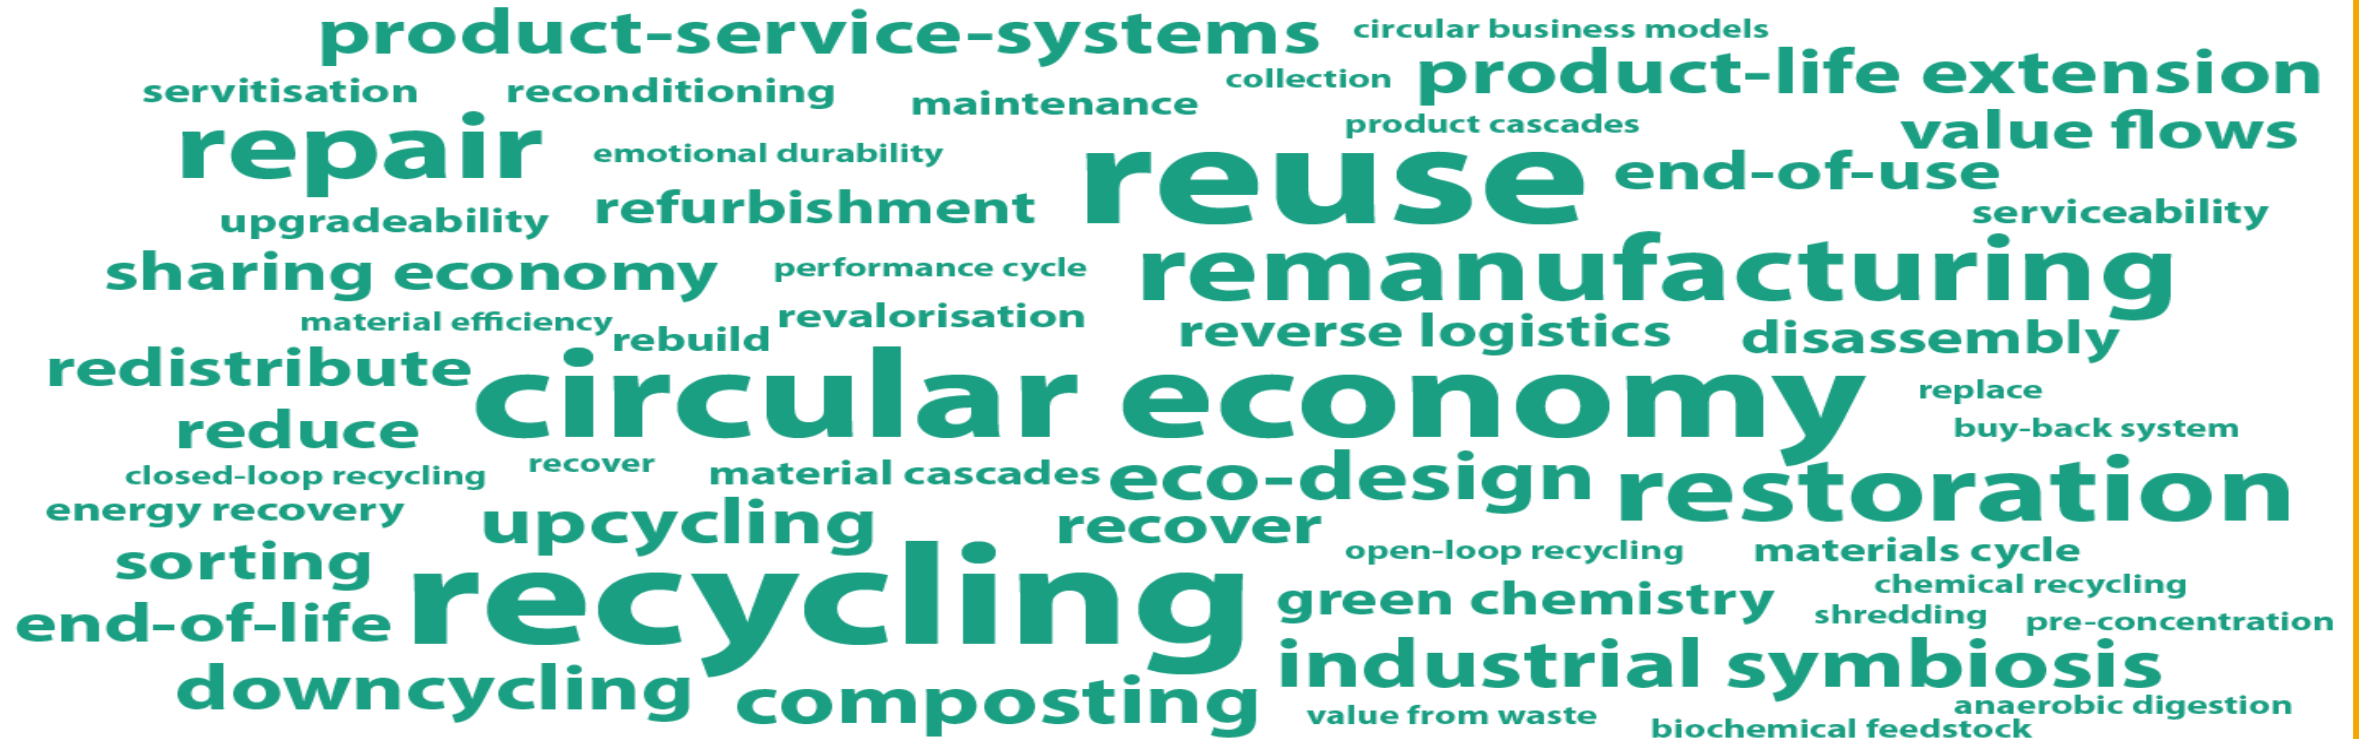 product-service-systems
circular business models
product-life extension
servitisation
reconditioning
maintenance
collection
product cascades
value flows
repair
emotional durability
reuse
end-of-use
upgradeability
refurbishment
serviceability
sharing economy
performance cycle
remanufacturing
material efficiency
rebuild
revalorisation
reverse logistics
disassembly
redistribute
circular economy
replace
reduce
buy-back system
closed-loop recycling
recover
material cascades
eco-design
restoration
energy recovery
upcycling
recover
sorting
recycling
open-loop recycling
materials cycle
chemical recycling
end-of-life
green chemistry
shredding
pre-concentration
downcycling
composting
industrial symbiosis
anaerobic digestion
value from waste
biochemical feedstock